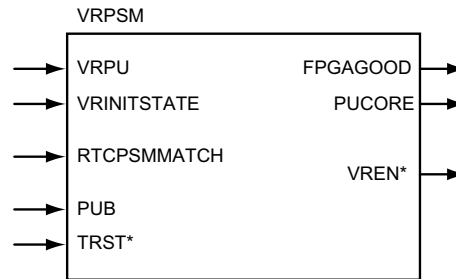 VRPSM
VRPU FPGAGOOD
VRINITSTATE PUCORE
RTCPSMMATCH
VREN*
PUB
TRST*